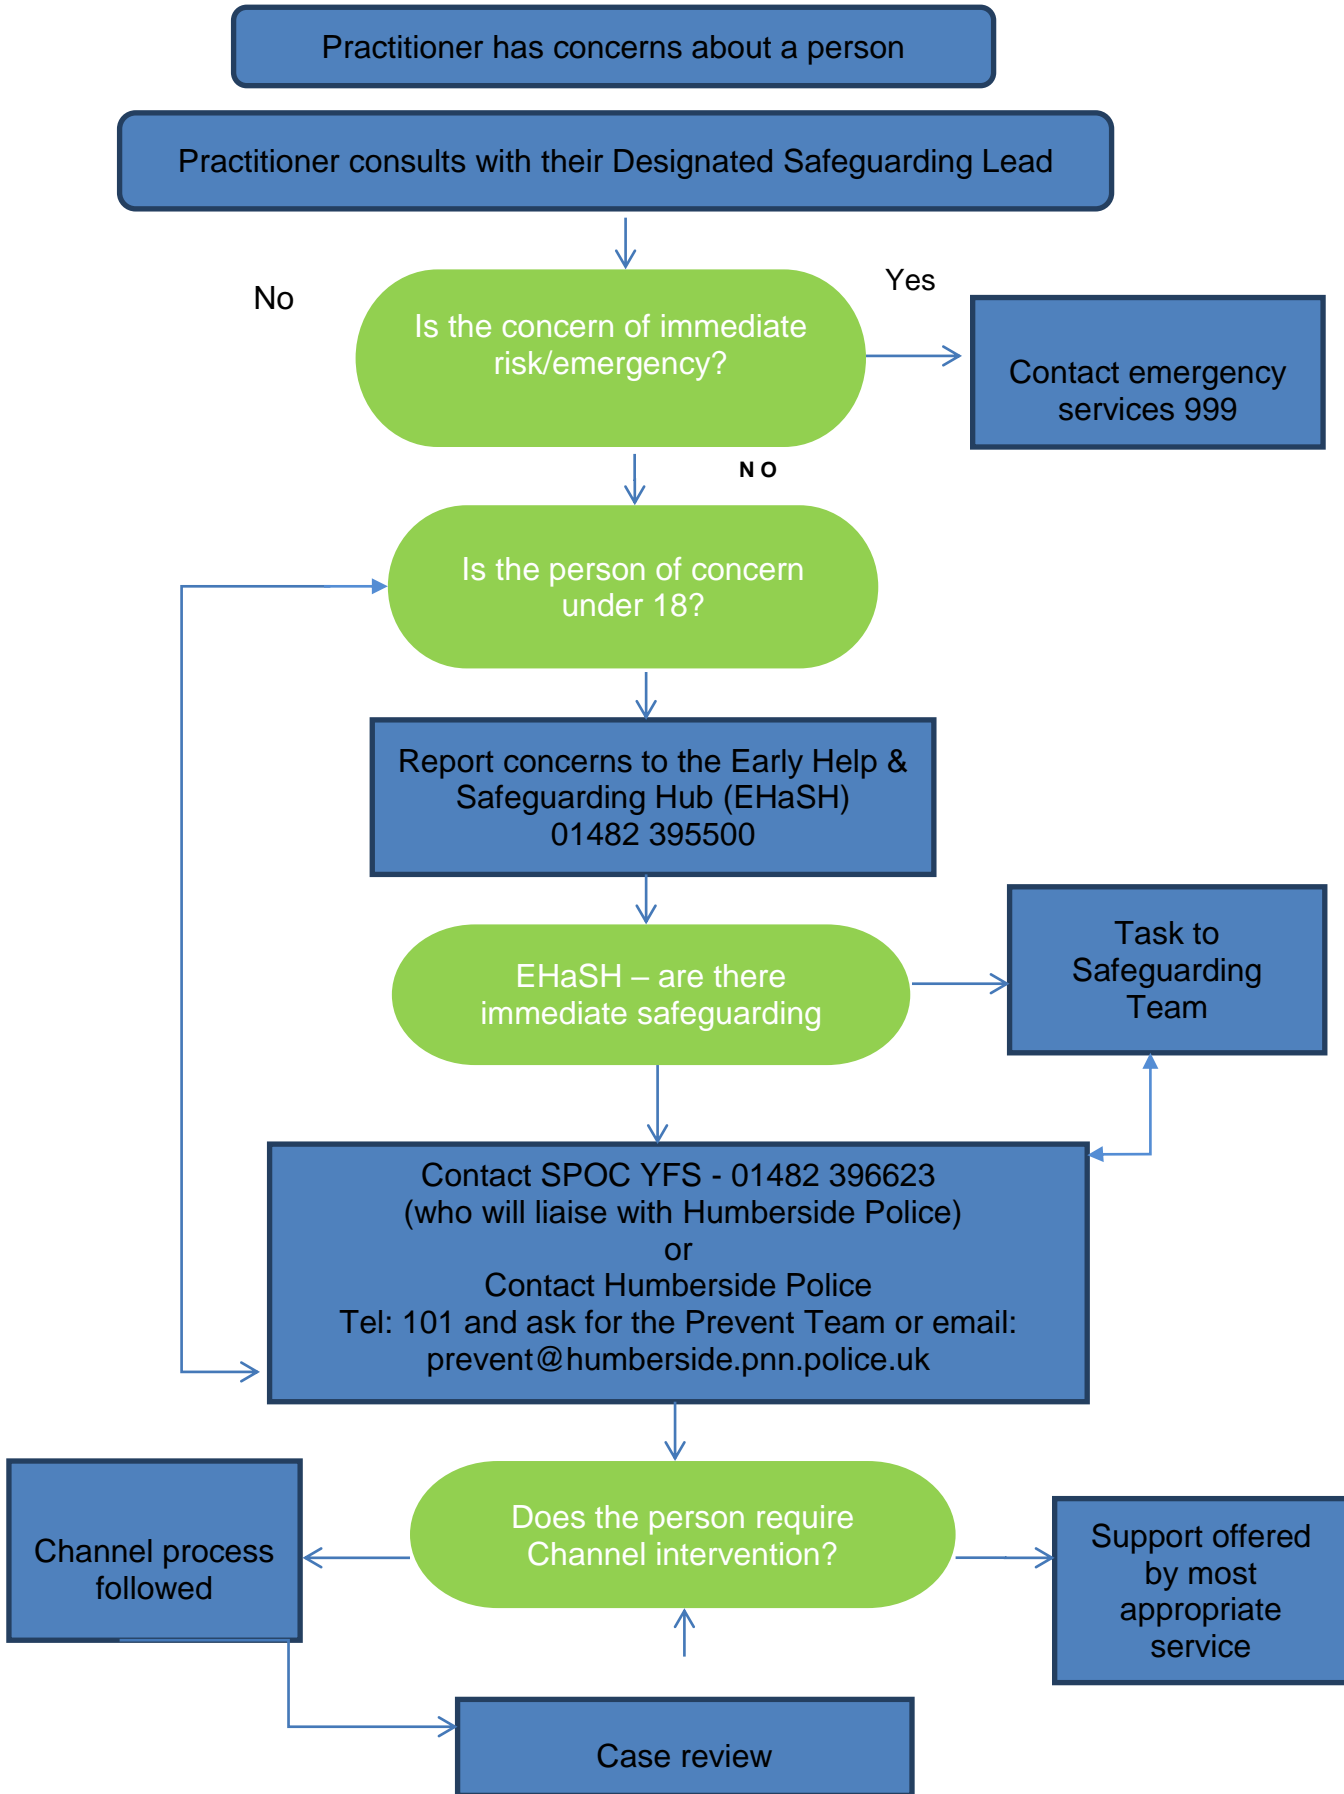 Practitioner has concerns about a person
Practitioner consults with their Designated Safeguarding Lead
No
Is the concern of immediate
risk/emergency?
Yes
Contact emergency
services 999
N O
Is the person of concern
under 18?
Report concerns to the Early Help &
Safeguarding Hub (EHaSH)
01482 395500
EHaSH – are there
immediate safeguarding
Task to
Safeguarding
Team
Contact SPOC YFS - 01482 396623
(who will liaise with Humberside Police)
or
Contact Humberside Police
Tel: 101 and ask for the Prevent Team or email:
prevent@humberside.pnn.police.uk
Does the person require
Channel intervention?
Channel process
followed
Support offered
by most
appropriate
service
Case review